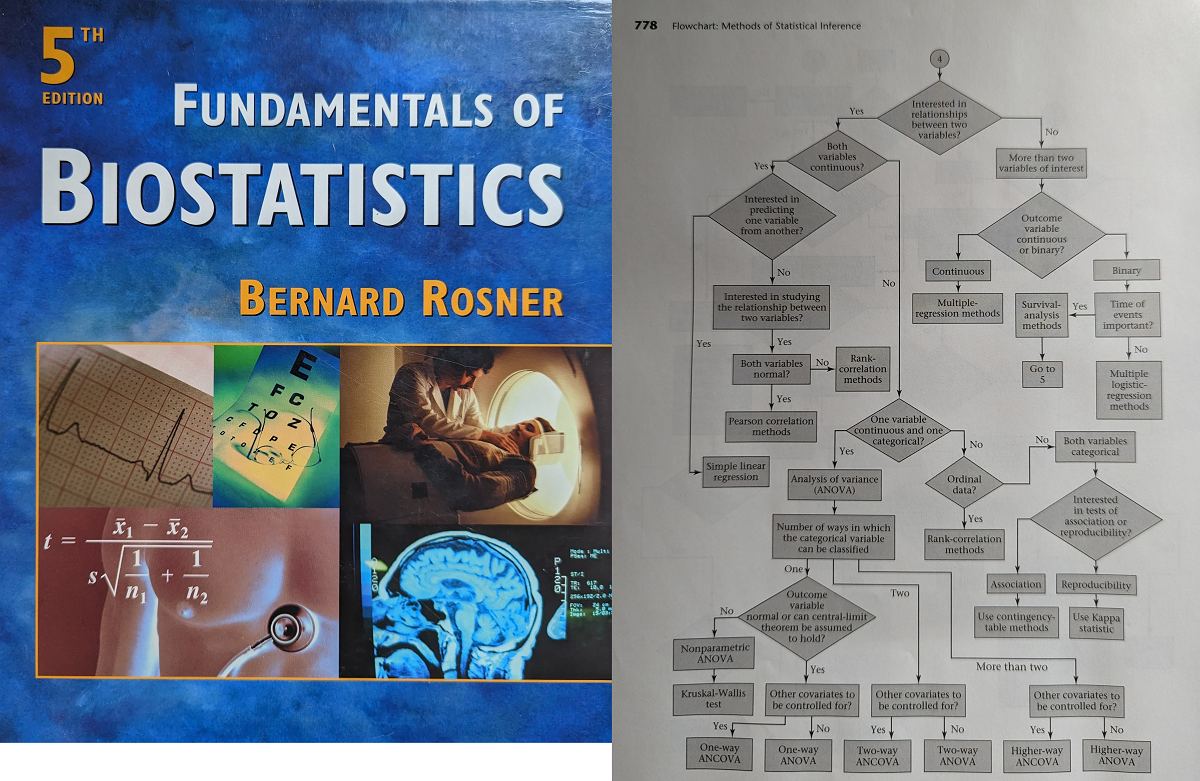 5TH
EDITION
FUNDAMENTALS OF
BIOSTATISTICS
BERNARD ROSNER
E
F C
T O Z
t = x̄1 − x̄2
s√ 1/n1 + 1/n2
778 Flowchart: Methods of Statistical Inference
4
Interested in
relationships
between two
variables?
Yes
No
Both
variables
continuous?
More than two
variables of interest
Yes
No
Interested in
predicting
one variable
from another?
Outcome
variable
continuous
or binary?
Continuous
Binary
No
Yes
Interested in studying
the relationship between
two variables?
Multiple-
regression methods
Survival-
analysis
methods
Yes
Time of
events
important?
Yes
No
Both variables
normal?
No
Rank-
correlation
methods
Go to
5
Multiple
logistic-
regression
methods
Yes
Pearson correlation
methods
One variable
continuous and one
categorical?
Yes
No
No
Both variables
categorical
Simple linear
regression
Analysis of variance
(ANOVA)
Ordinal
data?
Yes
Interested
in tests of
association or
reproducibility?
Number of ways in which
the categorical variable
can be classified
Rank-correlation
methods
One
Two
More than two
Association
Reproducibility
Outcome
variable
normal or can central-limit
theorem be assumed
to hold?
Use contingency-
table methods
Use Kappa
statistic
No
Yes
Nonparametric
ANOVA
Kruskal-Wallis
test
Other covariates to
be controlled for?
Other covariates to
be controlled for?
Other covariates to
be controlled for?
Yes
No
Yes
No
Yes
No
One-way
ANCOVA
One-way
ANOVA
Two-way
ANCOVA
Two-way
ANOVA
Higher-way
ANCOVA
Higher-way
ANOVA